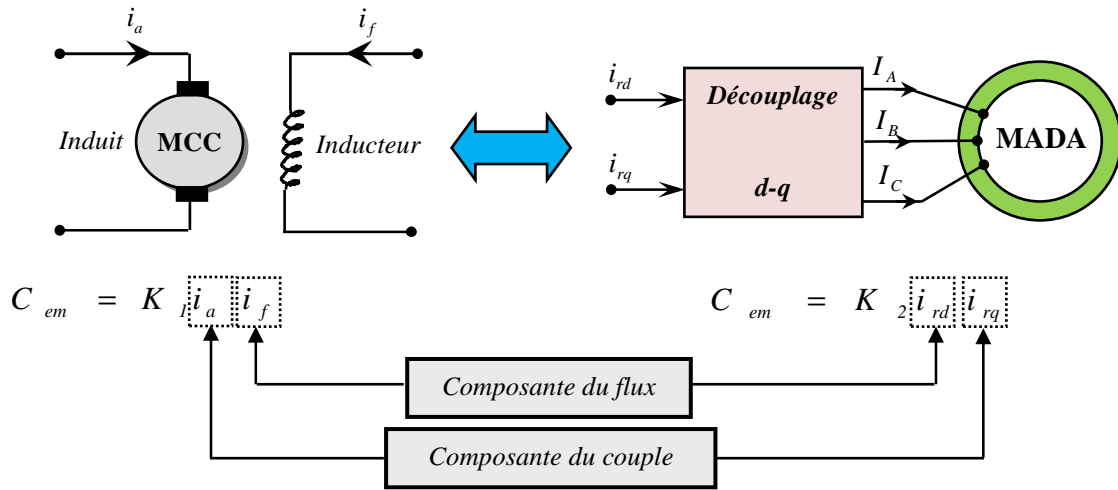 i_a
i_f
Induit
MCC
Inducteur
i_rd
i_rq
Découplage
d-q
I_A
I_B
I_C
MADA
C_em = K_1 i_a i_f
C_em = K_2 i_rd i_rq
Composante du flux
Composante du couple